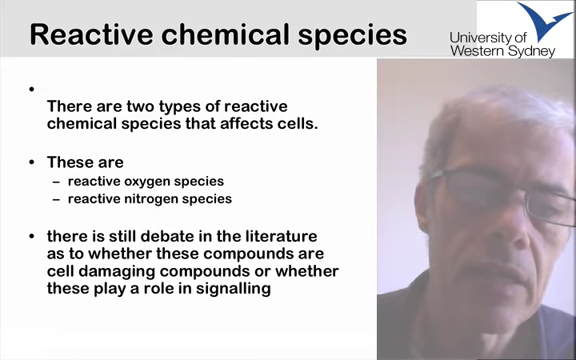 Reactive chemical species
University of
Western Sydney
•
There are two types of reactive
chemical species that affects cells.
• These are
– reactive oxygen species
– reactive nitrogen species
• there is still debate in the literature
as to whether these compounds are
cell damaging compounds or whether
these play a role in signalling